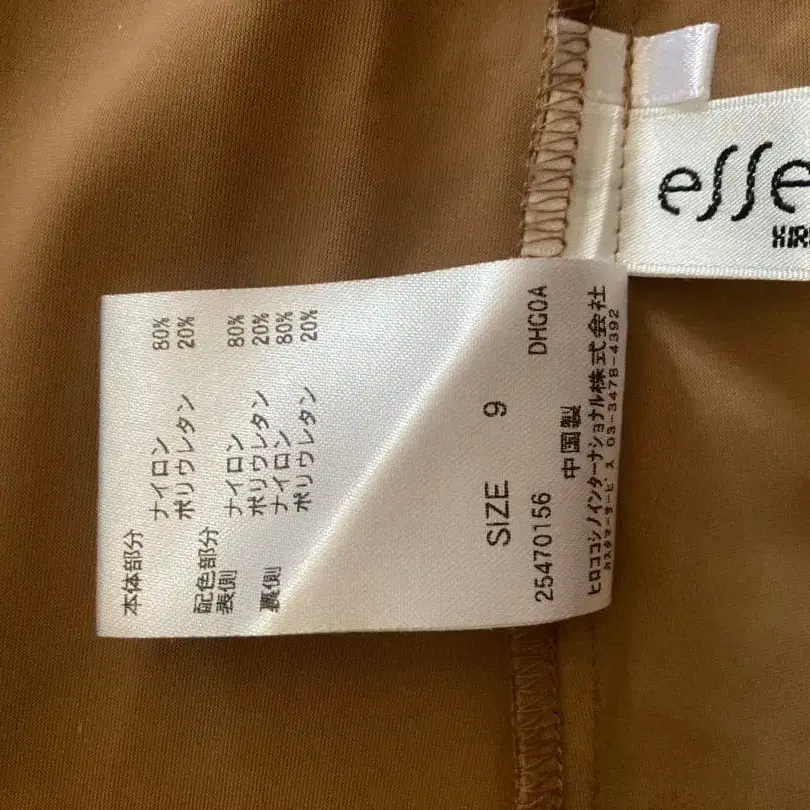 esse
HIR
本体部分
ナイロン 80%
ポリウレタン 20%
配色部分
表側
ナイロン 80%
ポリウレタン 20%
裏側
ナイロン 80%
ポリウレタン 20%
SIZE 9
25470156 DHG0A
中国製
ヒロココシノインターナショナル株式会社
カスタマーサービス 03-3478-4392